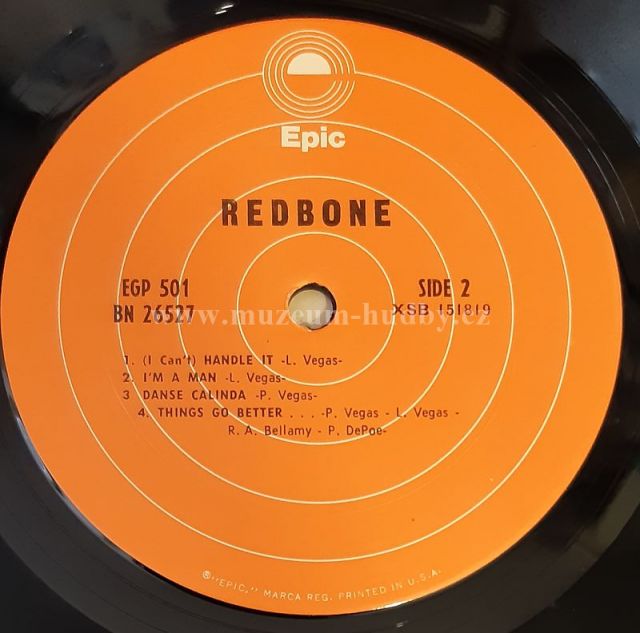 Epic
REDBONE
EGP 501
BN 26527
SIDE 2
XSB 151819
www.muzeum-hudby.cz
1. (I Can't) HANDLE IT -L. Vegas-
2. I'M A MAN -L. Vegas-
3 DANSE CALINDA -P. Vegas-
4. THINGS GO BETTER . . . -P. Vegas - L. Vegas -
R. A. Bellamy - P. DePoe-
®"EPIC," MARCA REG. PRINTED IN U.S.A.